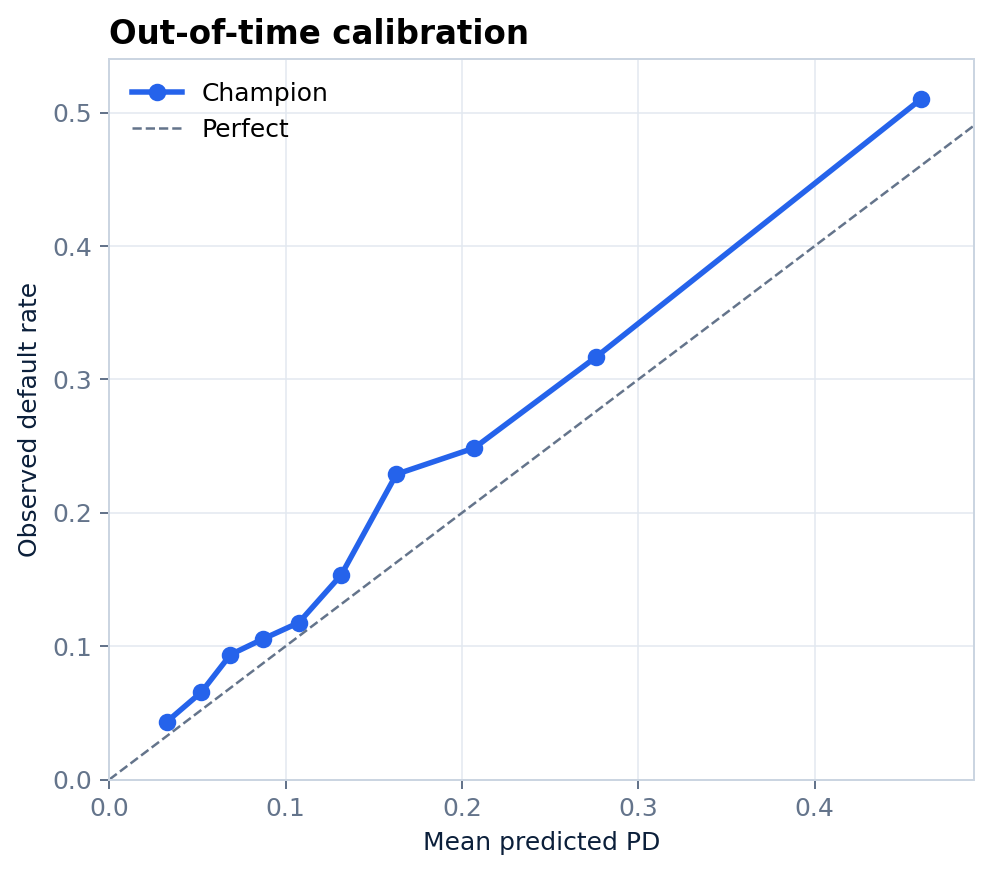 Out-of-time calibration
Champion
Perfect
0.5
0.4
0.3
0.2
0.1
0.0
Observed default rate
0.0 0.1 0.2 0.3 0.4
Mean predicted PD